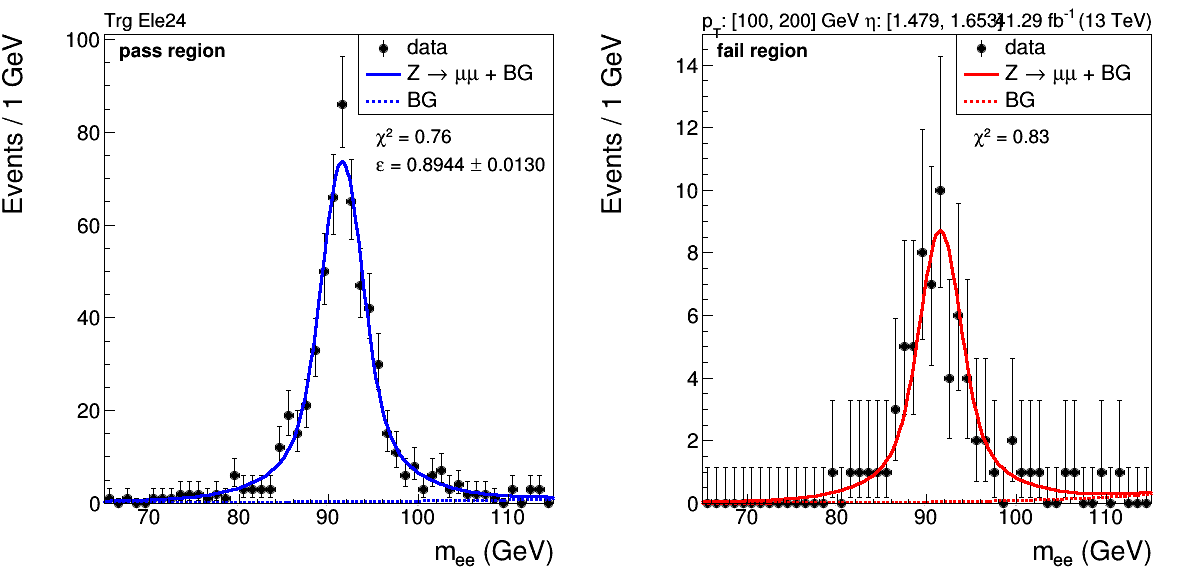 Trg Ele24
pass region
Events / 1 GeV
100
80
60
40
20
0
data
Z → μμ + BG
BG
χ² = 0.76
ε = 0.8944 ± 0.0130
70 80 90 100 110
m_ee (GeV)
p_T: [100, 200] GeV η: [1.479, 1.653]
41.29 fb⁻¹ (13 TeV)
fail region
Events / 1 GeV
14
12
10
8
6
4
2
0
data
Z → μμ + BG
BG
χ² = 0.83
70 80 90 100 110
m_ee (GeV)